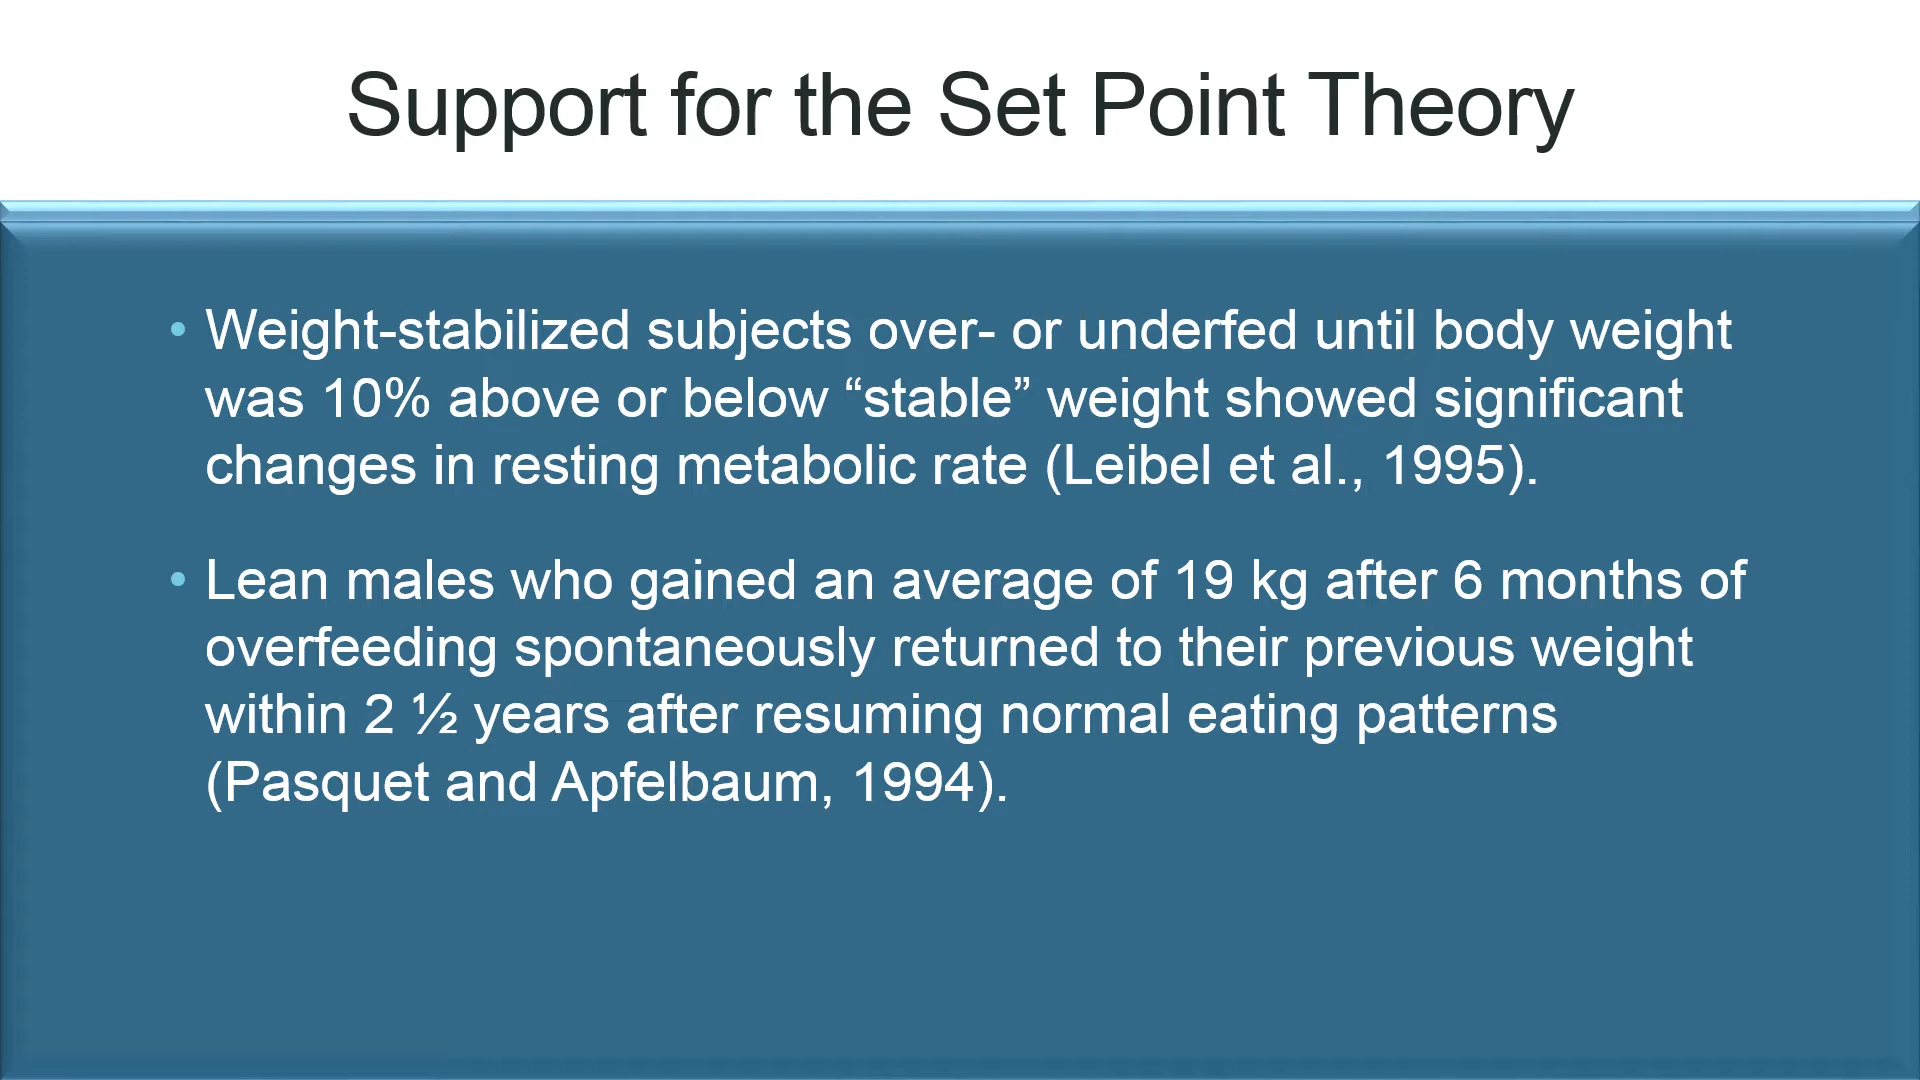 Support for the Set Point Theory
• Weight-stabilized subjects over- or underfed until body weight
was 10% above or below “stable” weight showed significant
changes in resting metabolic rate (Leibel et al., 1995).
• Lean males who gained an average of 19 kg after 6 months of
overfeeding spontaneously returned to their previous weight
within 2 ½ years after resuming normal eating patterns
(Pasquet and Apfelbaum, 1994).